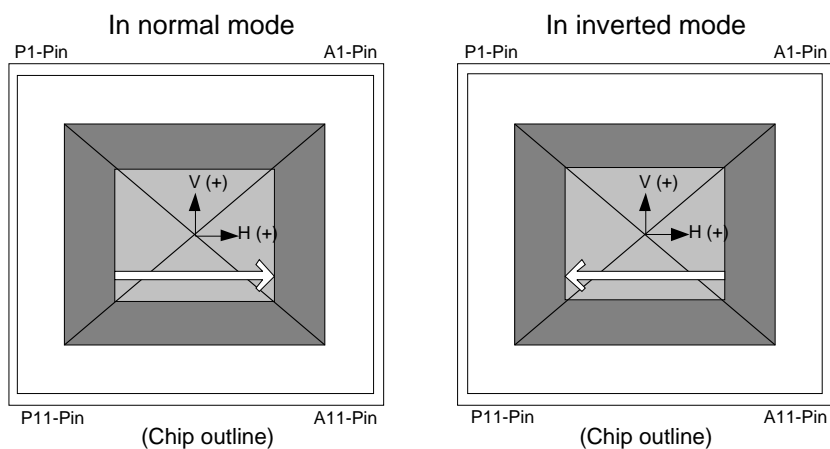 In normal mode
P1-Pin
A1-Pin
V (+)
H (+)
P11-Pin
A11-Pin
(Chip outline)
In inverted mode
P1-Pin
A1-Pin
V (+)
H (+)
P11-Pin
A11-Pin
(Chip outline)